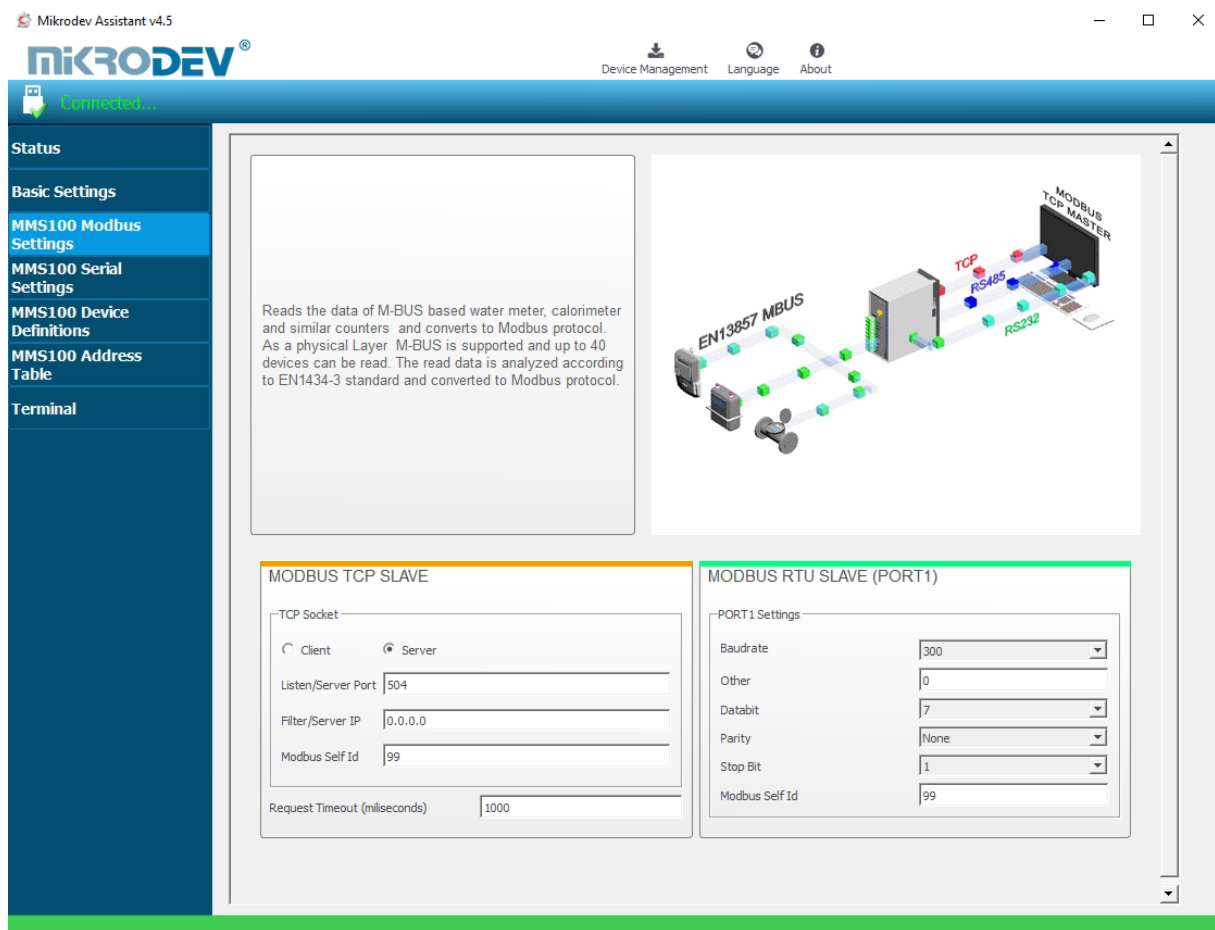 Mikrodev Assistant v4.5
MiKRODEV®
Device Management
Language
About
Connected...
Status
Basic Settings
MMS100 Modbus
Settings
MMS100 Serial
Settings
MMS100 Device
Definitions
MMS100 Address
Table
Terminal
Reads the data of M-BUS based water meter, calorimeter
and similar counters and converts to Modbus protocol.
As a physical Layer M-BUS is supported and up to 40
devices can be read. The read data is analyzed according
to EN1434-3 standard and converted to Modbus protocol.
MODBUS
TCP MASTER
TCP
RS485
RS232
EN13857 MBUS
MODBUS TCP SLAVE
TCP Socket
Client
Server
Listen/Server Port 504
Filter/Server IP 0.0.0.0
Modbus Self Id 99
Request Timeout (miliseconds) 1000
MODBUS RTU SLAVE (PORT1)
PORT1 Settings
Baudrate 300
Other 0
Databit 7
Parity None
Stop Bit 1
Modbus Self Id 99